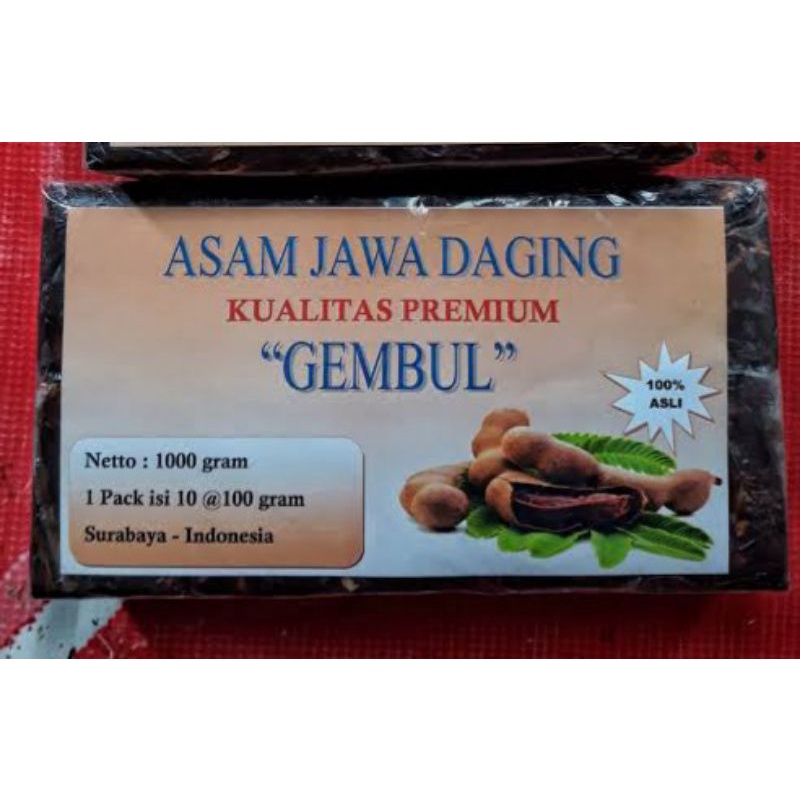 ASAM JAWA DAGING
KUALITAS PREMIUM
“GEMBUL”
100%
ASLI
Netto : 1000 gram
1 Pack isi 10 @100 gram
Surabaya - Indonesia